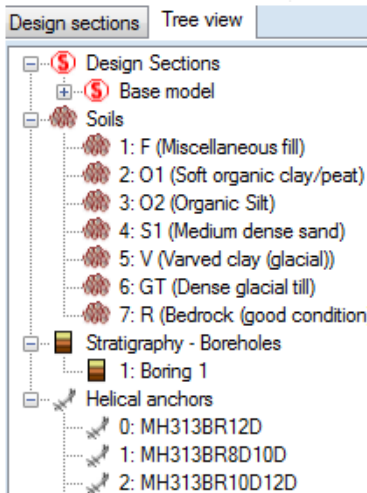 Design sections Tree view
Design Sections
Base model
Soils
1: F (Miscellaneous fill)
2: O1 (Soft organic clay/peat)
3: O2 (Organic Silt)
4: S1 (Medium dense sand)
5: V (Varved clay (glacial))
6: GT (Dense glacial till)
7: R (Bedrock (good condition
Stratigraphy - Boreholes
1: Boring 1
Helical anchors
0: MH313BR12D
1: MH313BR8D10D
2: MH313BR10D12D